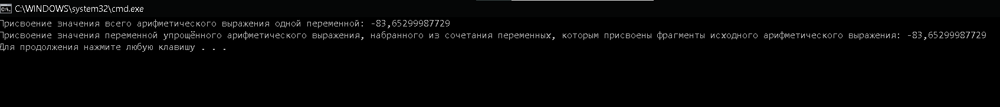 C:\WINDOWS\system32\cmd.exe
Присвоение значения всего арифметического выражения одной переменной: -83,65299987729
Присвоение значения переменной упрощённого арифметического выражения, набранного из сочетания переменных, которым присвоены фрагменты исходного арифметического выражения: -83,65299987729
Для продолжения нажмите любую клавишу . . .